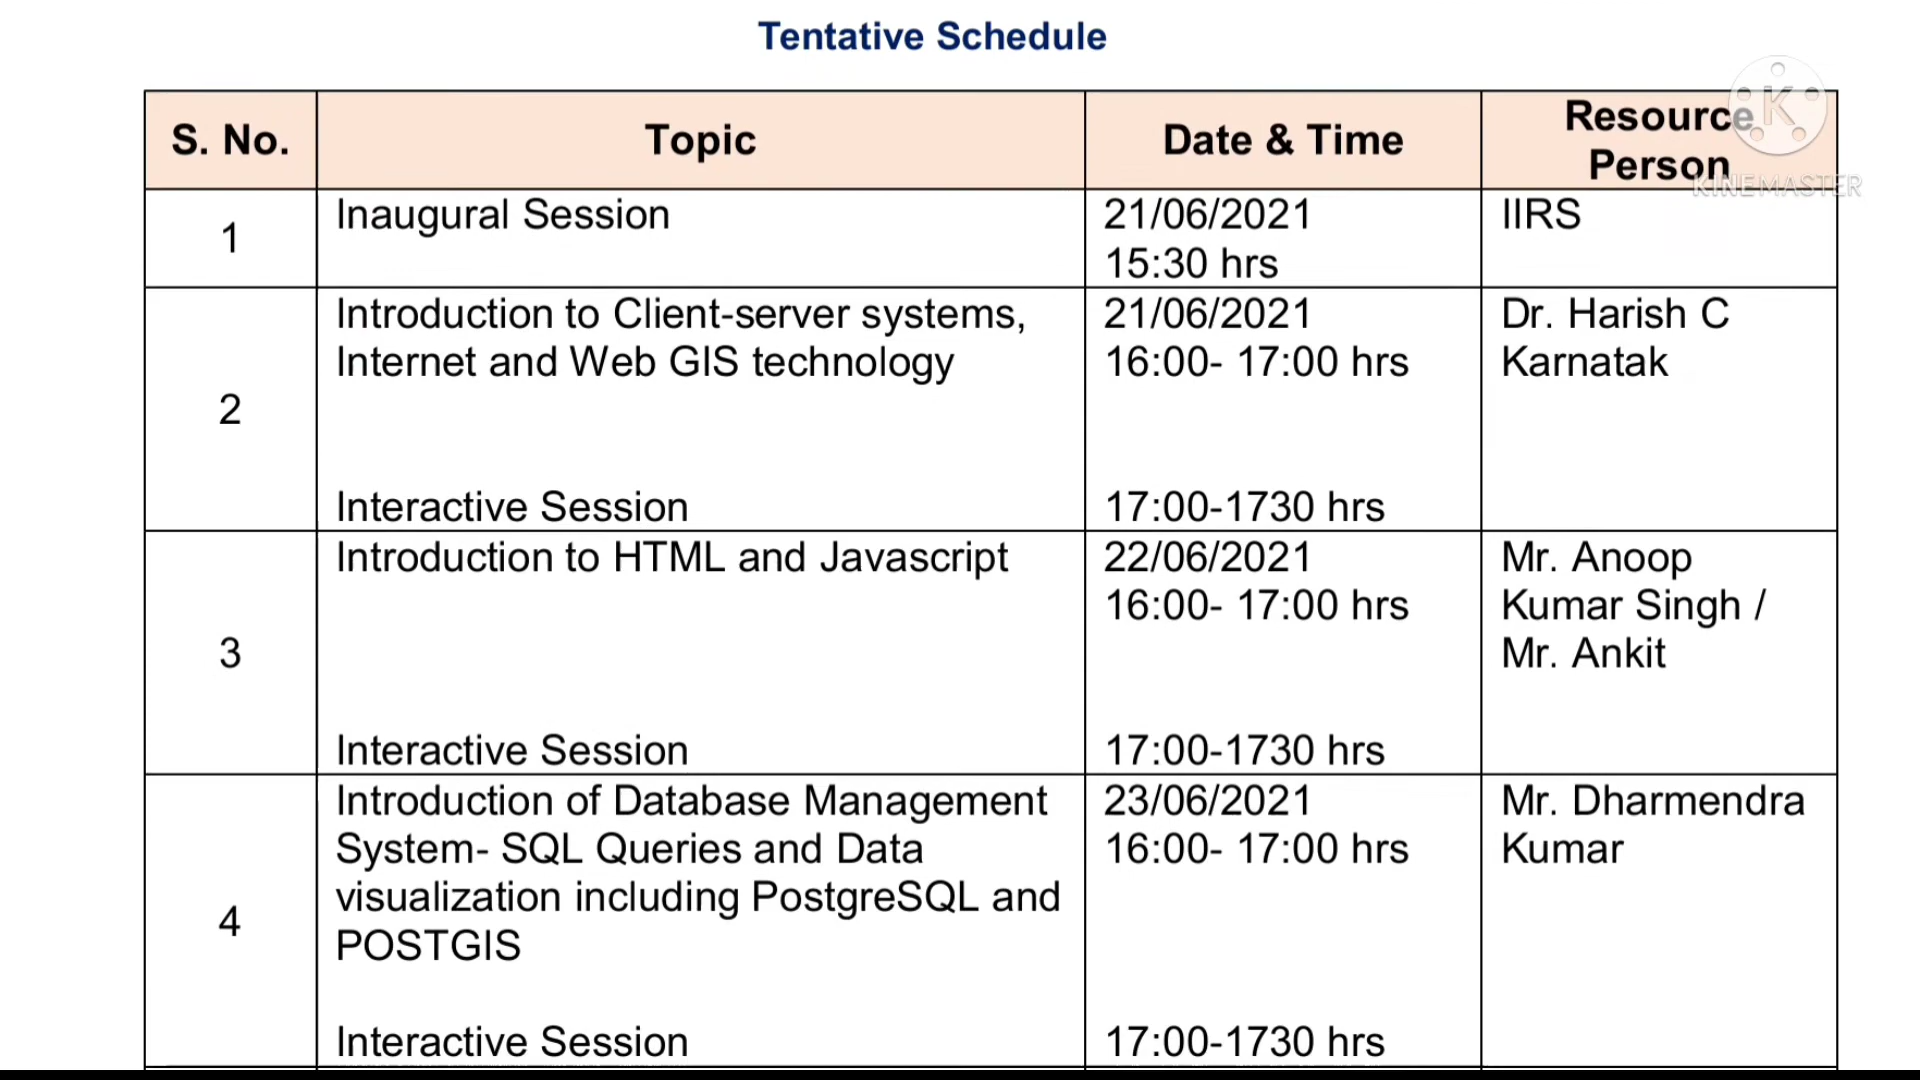 Tentative Schedule
S. No.
Topic
Date & Time
Resource
Person
KINEMASTER
1
Inaugural Session
21/06/2021
15:30 hrs
IIRS
2
Introduction to Client-server systems,
Internet and Web GIS technology
Interactive Session
21/06/2021
16:00- 17:00 hrs
17:00-1730 hrs
Dr. Harish C
Karnatak
3
Introduction to HTML and Javascript
Interactive Session
22/06/2021
16:00- 17:00 hrs
17:00-1730 hrs
Mr. Anoop
Kumar Singh /
Mr. Ankit
4
Introduction of Database Management
System- SQL Queries and Data
visualization including PostgreSQL and
POSTGIS
Interactive Session
23/06/2021
16:00- 17:00 hrs
17:00-1730 hrs
Mr. Dharmendra
Kumar